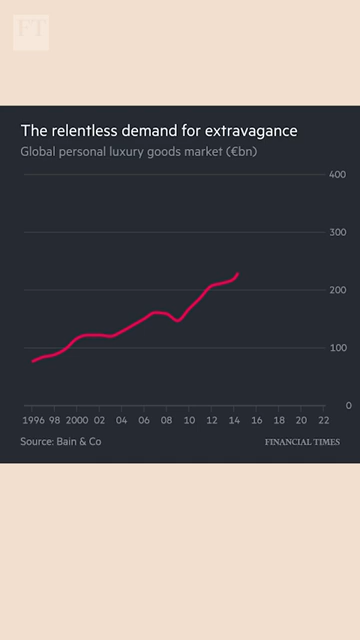 FT
The relentless demand for extravagance
Global personal luxury goods market (€bn)
400
300
200
100
0
1996 98 2000 02 04 06 08 10 12 14 16 18 20 22
Source: Bain & Co
FINANCIAL TIMES